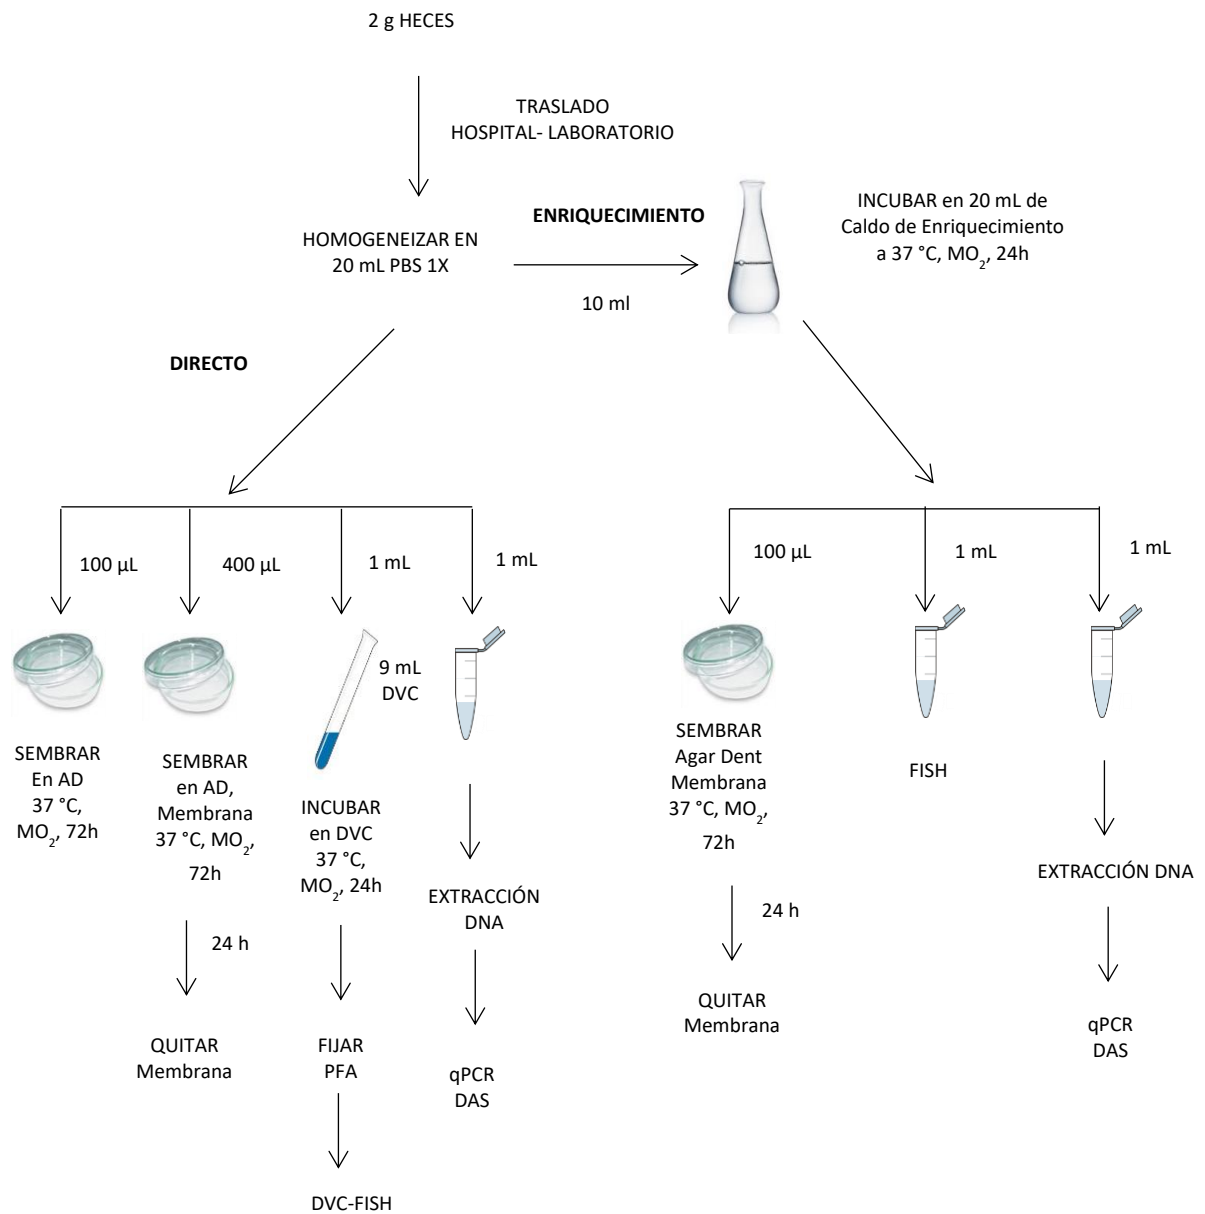 2 g HECES
TRASLADO
HOSPITAL- LABORATORIO
HOMOGENEIZAR EN
20 mL PBS 1X
ENRIQUECIMIENTO
10 ml
INCUBAR en 20 mL de
Caldo de Enriquecimiento
a 37 °C, MO₂, 24h
DIRECTO
100 µL
400 µL
1 mL
1 mL
9 mL
DVC
SEMBRAR
En AD
37 °C,
MO₂, 72h
SEMBRAR
en AD,
Membrana
37 °C, MO₂,
72h
24 h
QUITAR
Membrana
INCUBAR
en DVC
37 °C,
MO₂, 24h
FIJAR
PFA
DVC-FISH
EXTRACCIÓN
DNA
qPCR
DAS
100 µL
1 mL
1 mL
SEMBRAR
Agar Dent
Membrana
37 °C, MO₂,
72h
24 h
QUITAR
Membrana
FISH
EXTRACCIÓN DNA
qPCR
DAS